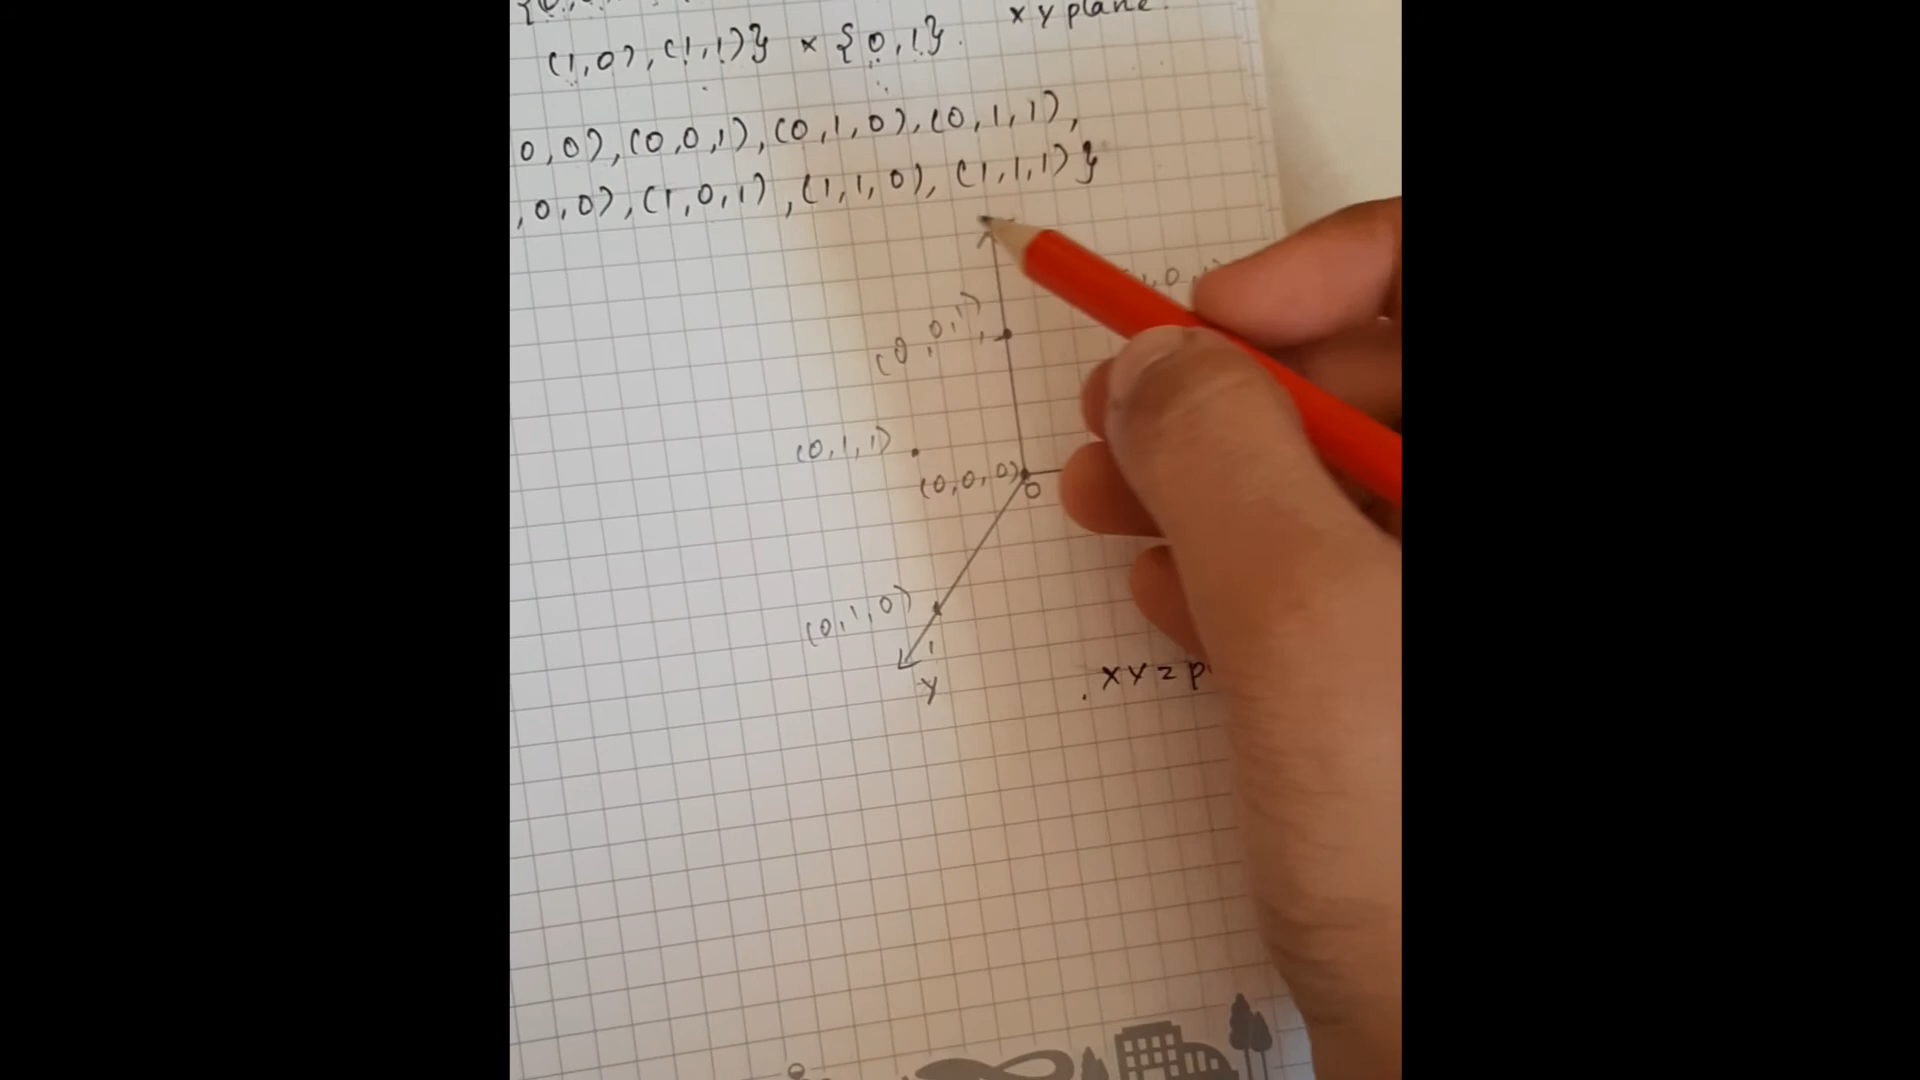 xy plane.
(1,0),(1,1)} × {0,1}.
0,0),(0,0,1),(0,1,0),(0,1,1),
,0,0),(1,0,1),(1,1,0),(1,1,1)}
(0,0,1)
(0,1,1)
(0,0,0)
0
(0,1,0)
1
y
xyz p